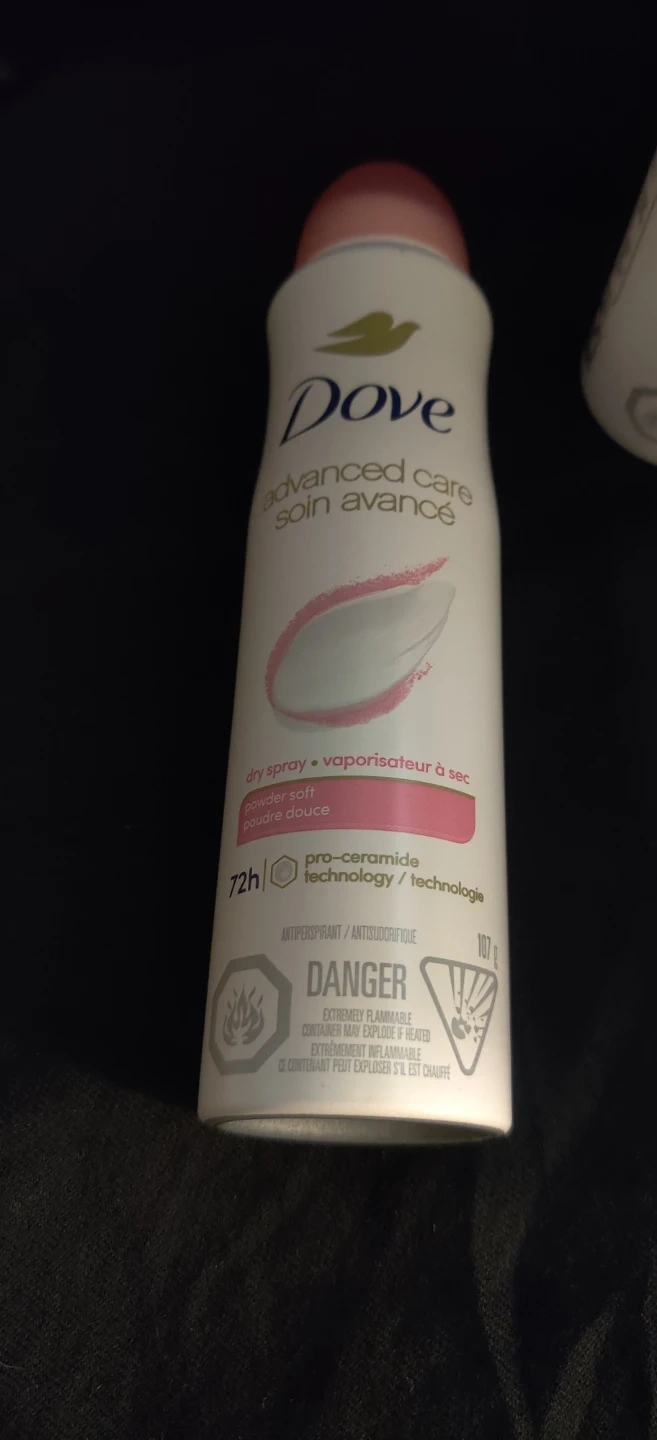 Dove
advanced care
soin avancé
dry spray • vaporisateur à sec
powder soft
poudre douce
72h
pro-ceramide
technology / technologie
ANTIPERSPIRANT / ANTISUDORIFIQUE
107 g
DANGER
EXTREMELY FLAMMABLE
CONTAINER MAY EXPLODE IF HEATED
EXTRÊMEMENT INFLAMMABLE
CE CONTENANT PEUT EXPLOSER S'IL EST CHAUFFÉ